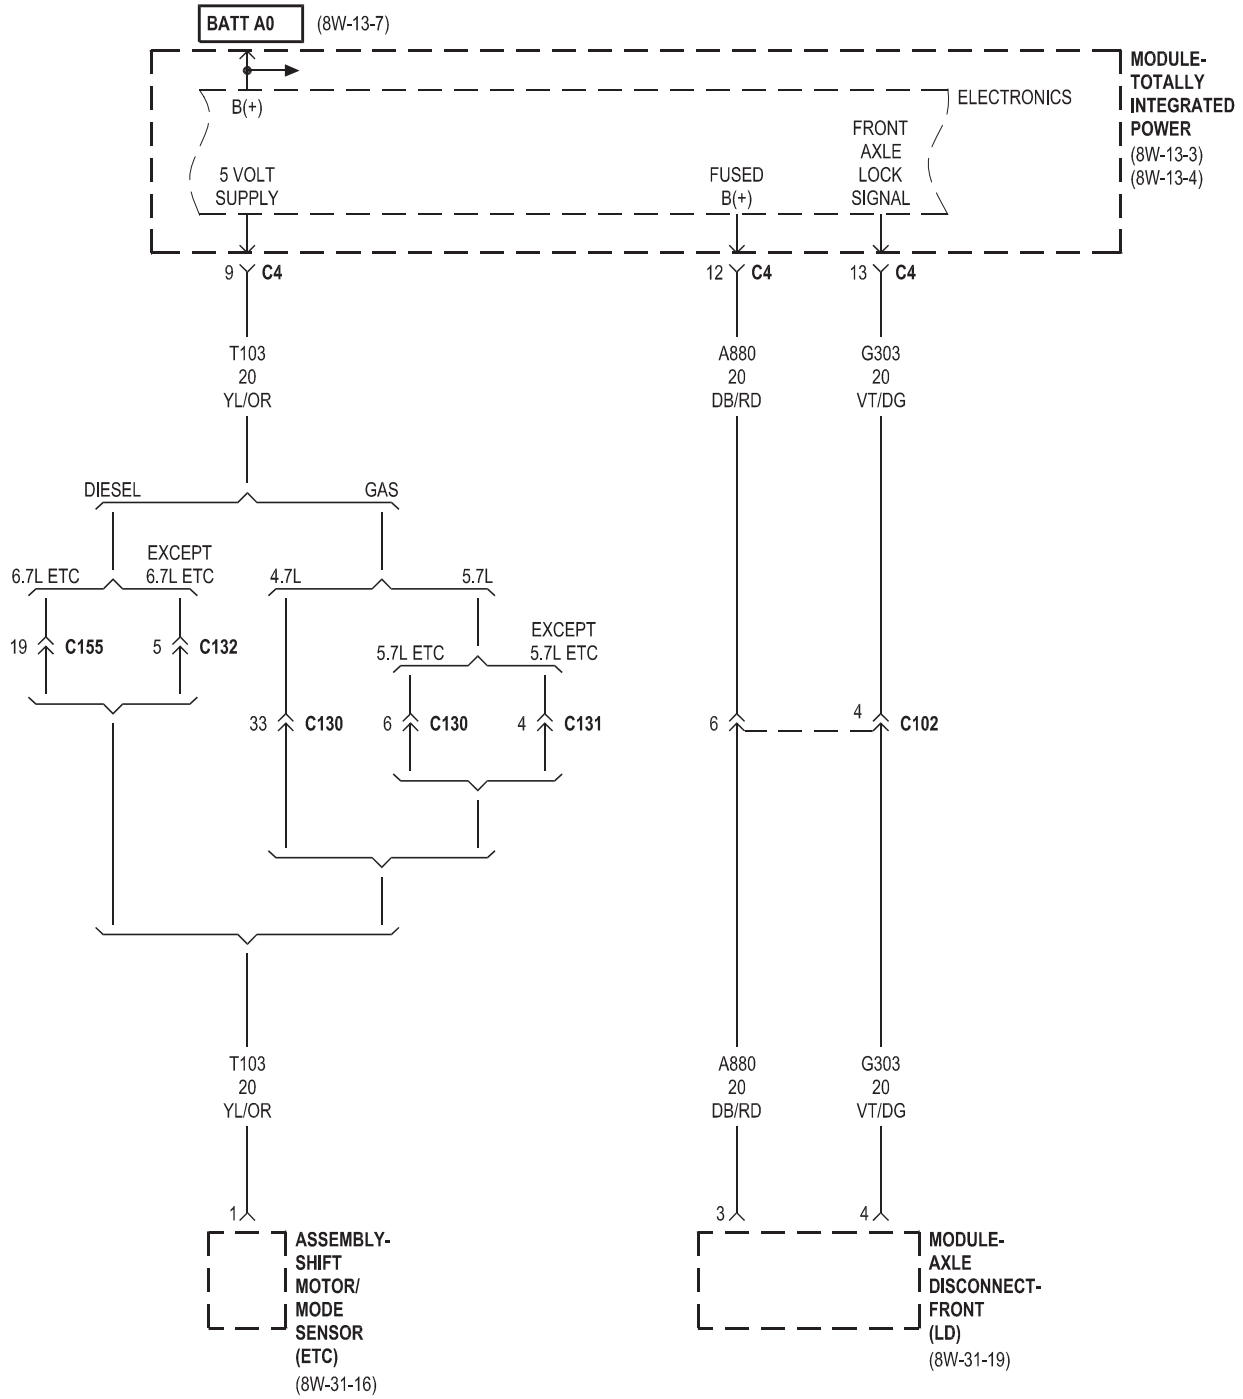 BATT A0 (8W-13-7)
MODULE-
TOTALLY
INTEGRATED
POWER
(8W-13-3)
(8W-13-4)
B(+)
ELECTRONICS
5 VOLT
SUPPLY
FUSED
B(+)
FRONT
AXLE
LOCK
SIGNAL
9 C4
12 C4
13 C4
T103
20
YL/OR
A880
20
DB/RD
G303
20
VT/DG
DIESEL
GAS
6.7L ETC
EXCEPT
6.7L ETC
4.7L
5.7L
19 C155
5 C132
5.7L ETC
EXCEPT
5.7L ETC
33 C130
6 C130
4 C131
6
4
C102
T103
20
YL/OR
A880
20
DB/RD
G303
20
VT/DG
1
3
4
ASSEMBLY-
SHIFT
MOTOR/
MODE
SENSOR
(ETC)
(8W-31-16)
MODULE-
AXLE
DISCONNECT-
FRONT
(LD)
(8W-31-19)